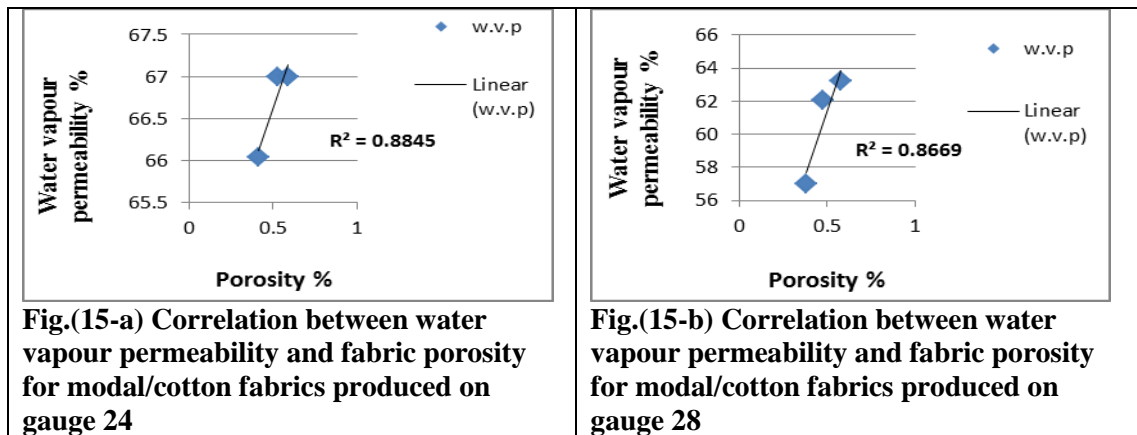 67.5
67
66.5
66
65.5
0
0.5
1
Water vapour
permeability %
Porosity %
R² = 0.8845
w.v.p
Linear
(w.v.p)
Fig.(15-a) Correlation between water
vapour permeability and fabric porosity
for modal/cotton fabrics produced on
gauge 24
66
64
62
60
58
56
0
0.5
1
Water vapour
permeability %
Porosity %
R² = 0.8669
w.v.p
Linear
(w.v.p)
Fig.(15-b) Correlation between water
vapour permeability and fabric porosity
for modal/cotton fabrics produced on
gauge 28